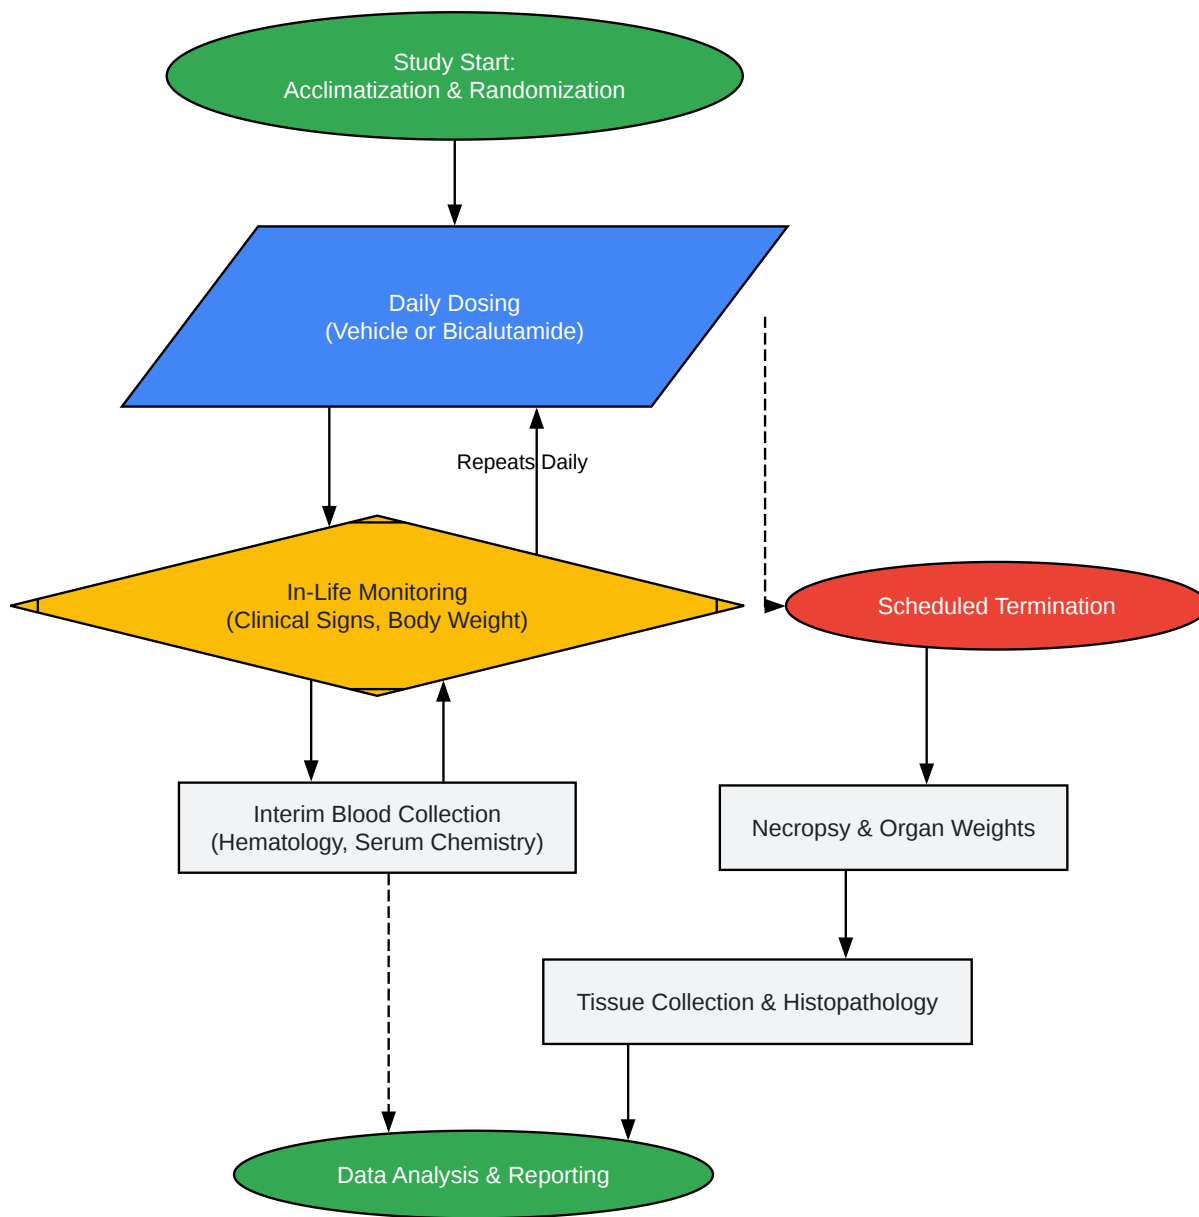 Study Start:
Acclimatization & Randomization
Daily Dosing
(Vehicle or Bicalutamide)
Repeats Daily
In-Life Monitoring
(Clinical Signs, Body Weight)
Scheduled Termination
Interim Blood Collection
(Hematology, Serum Chemistry)
Necropsy & Organ Weights
Tissue Collection & Histopathology
Data Analysis & Reporting